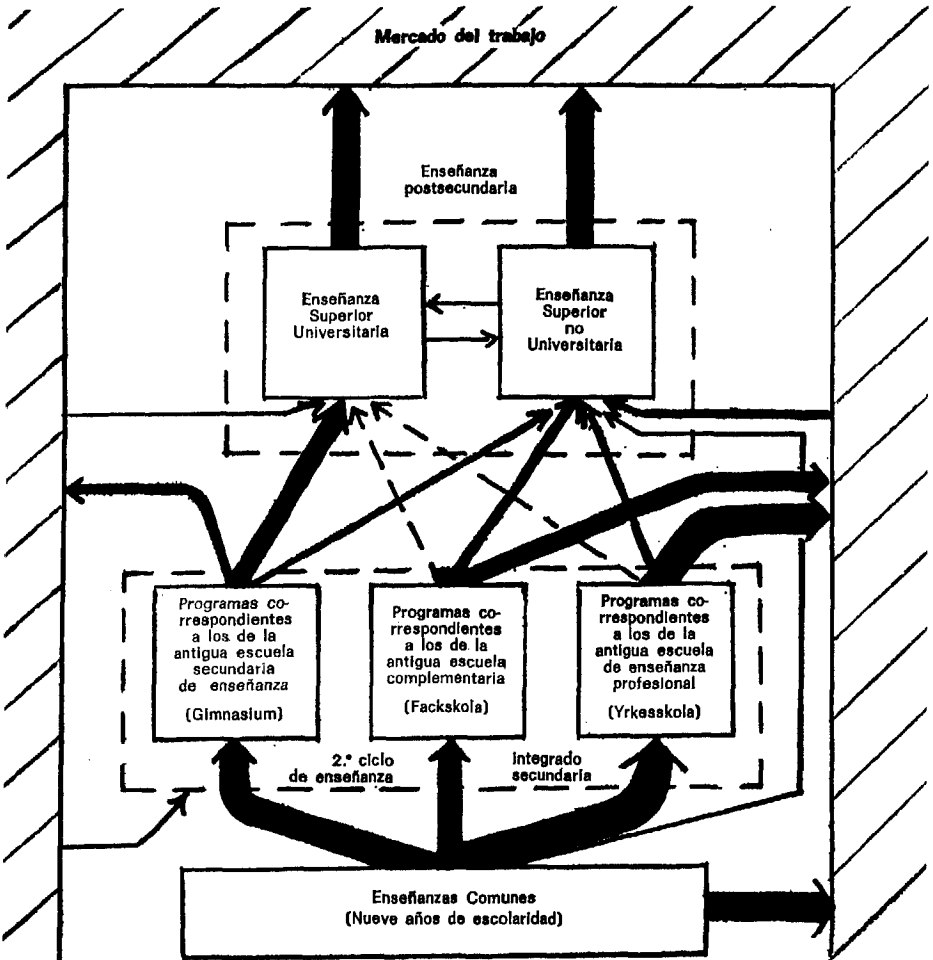 Mercado del trabajo
Enseñanza
postsecundaria
Enseñanza
Superior
Universitaria
Enseñanza
Superior
no
Universitaria
Programas co-
rrespondientes
a los de la
antigua escuela
secundaria
de enseñanza
(Gimnasium)
Programas co-
rrespondientes
a los de la
antigua escuela
complementaria
(Fackskola)
Programas co-
rrespondientes
a los de la
antigua escuela
de enseñanza
profesional
(Yrkesskola)
2.º ciclo integrado
de enseñanza secundaria
Enseñanzas Comunes
(Nueve años de escolaridad)